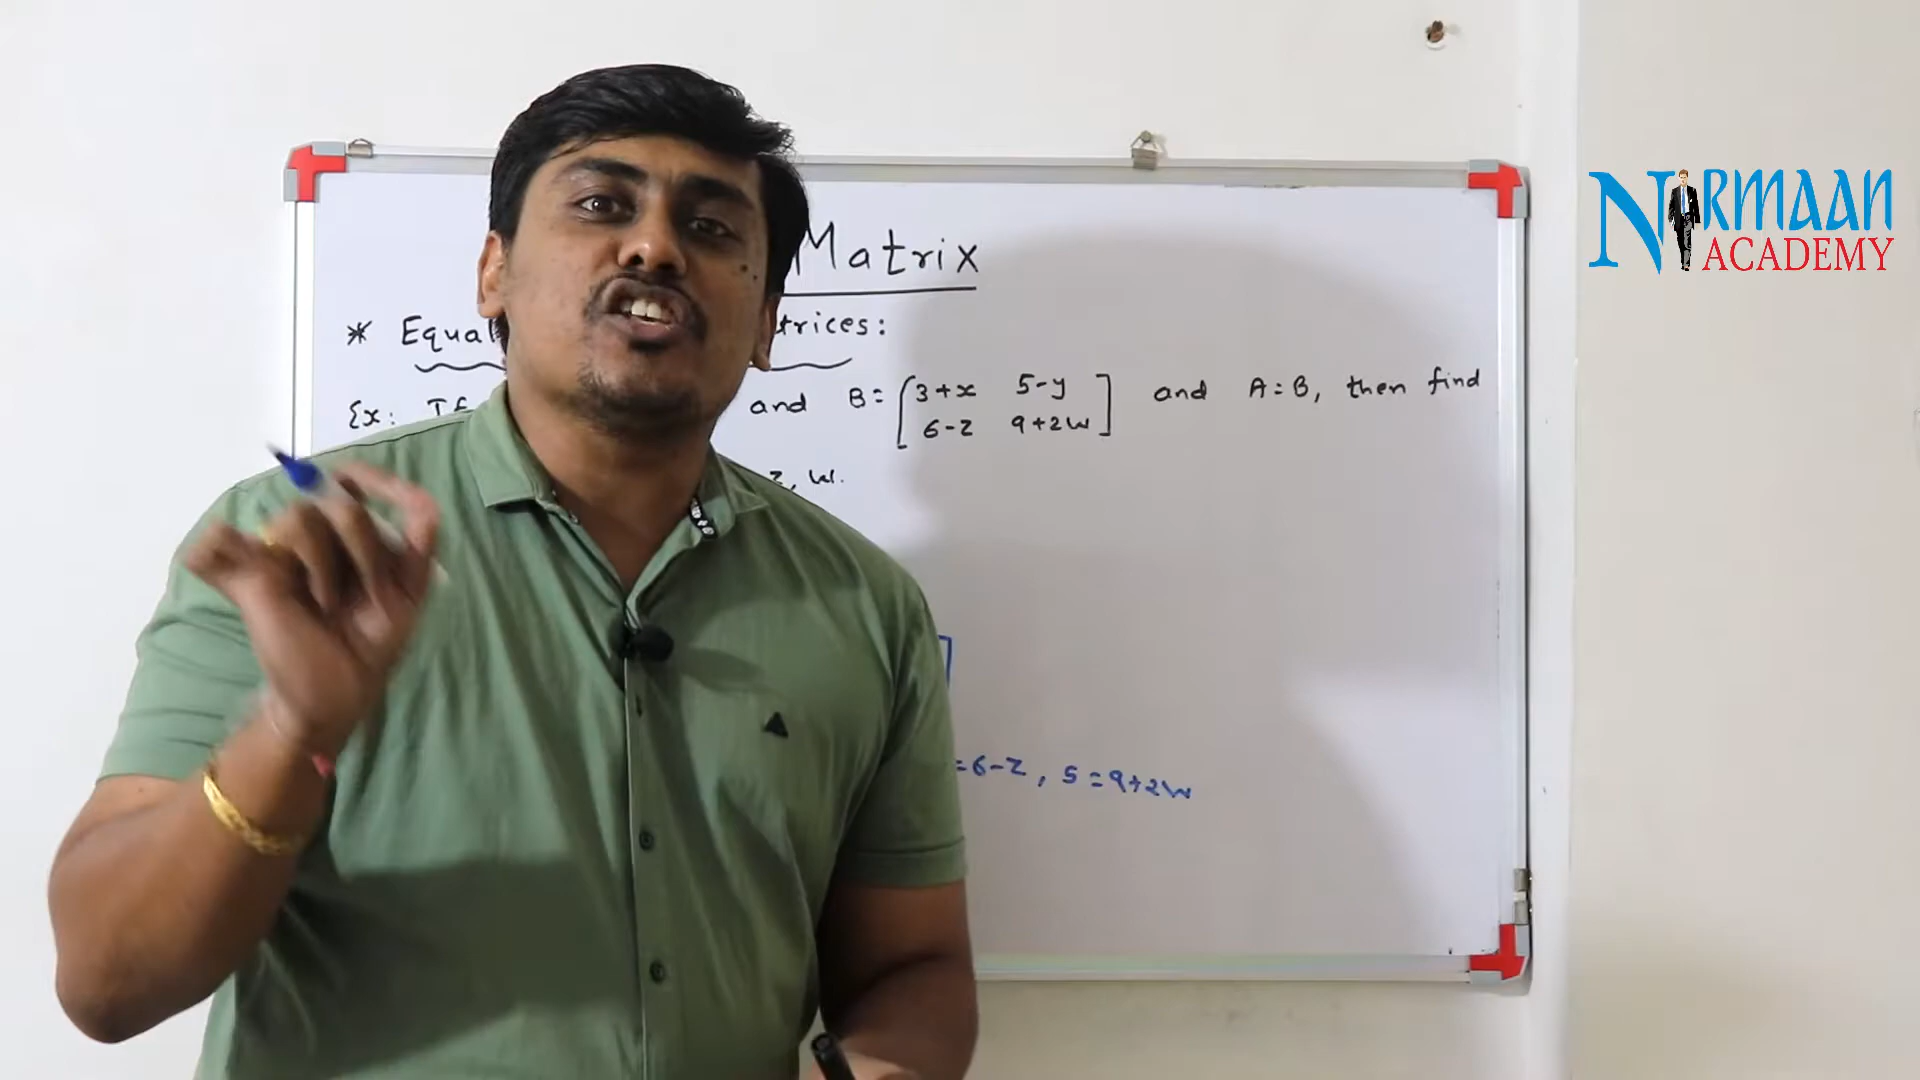 NIRMAAN
ACADEMY
Matrix
* Equal trices:
Ex: If and B = [3+x 5-y and A = B, then find
6-z 9+2w]
z, w.
=6-z, 5=9+2w